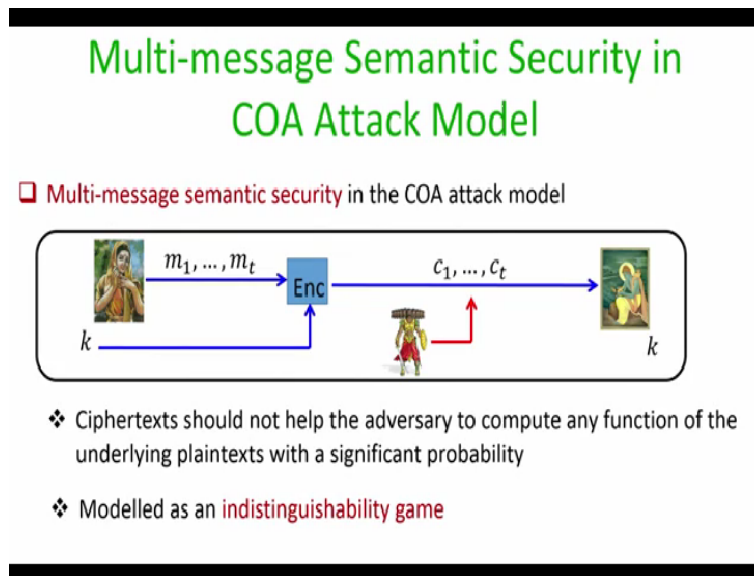 Multi-message Semantic Security in
COA Attack Model
❑ Multi-message semantic security in the COA attack model
m₁, … , mₜ
Enc
c₁, … , cₜ
k
k
❖ Ciphertexts should not help the adversary to compute any function of the
underlying plaintexts with a significant probability
❖ Modelled as an indistinguishability game